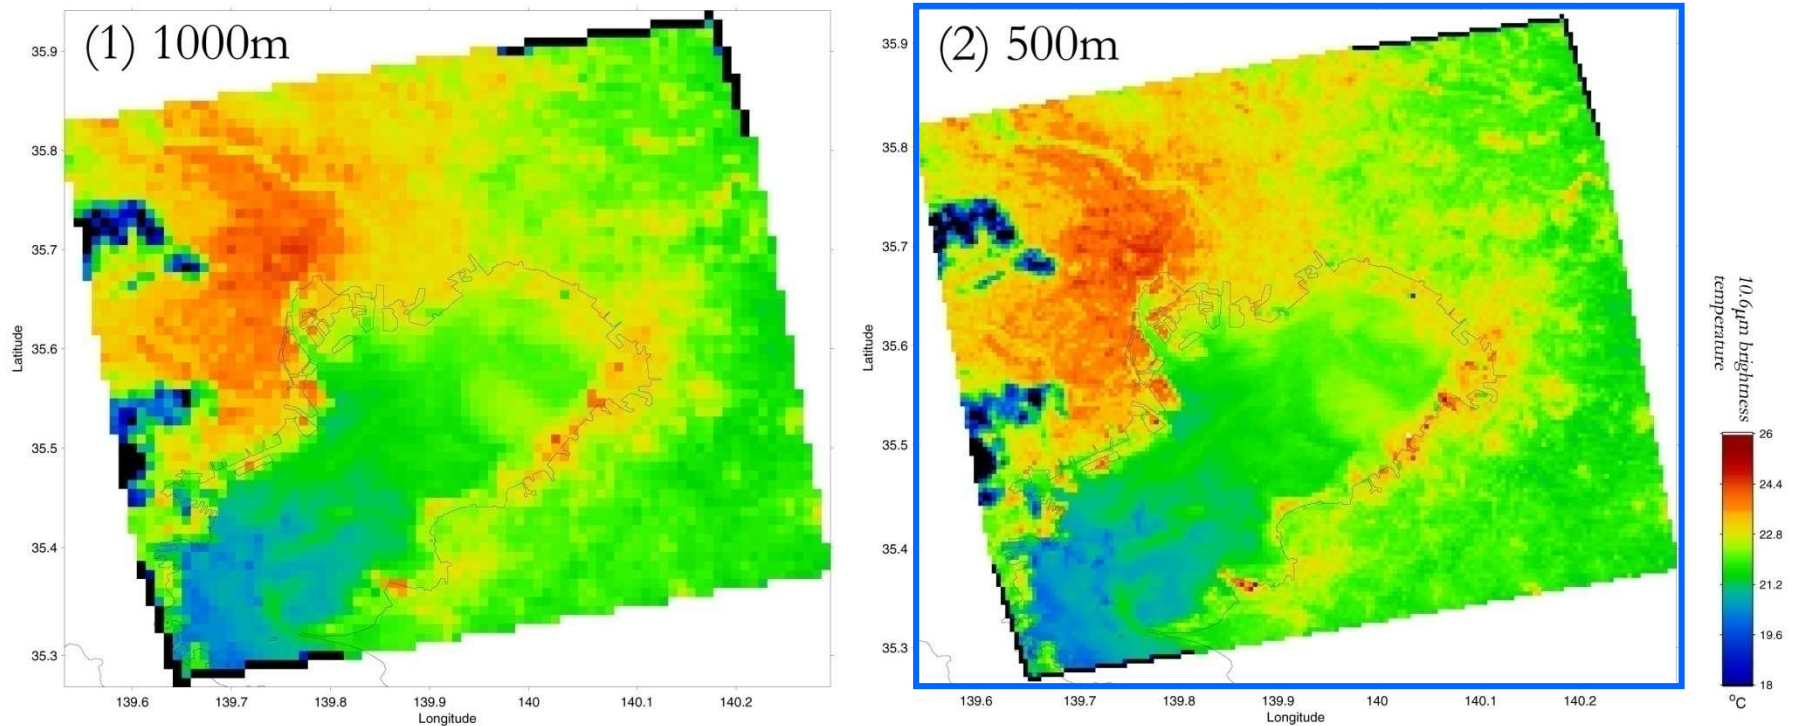 (1) 1000m
35.9
35.8
35.7
35.6
35.5
35.4
35.3
Latitude
139.6 139.7 139.8 139.9 140 140.1 140.2
Longitude
(2) 500m
35.9
35.8
35.7
35.6
35.5
35.4
35.3
Latitude
139.6 139.7 139.8 139.9 140 140.1 140.2
Longitude
10.6μm brightness
temperature
26
24.4
22.8
21.2
19.6
18
°C